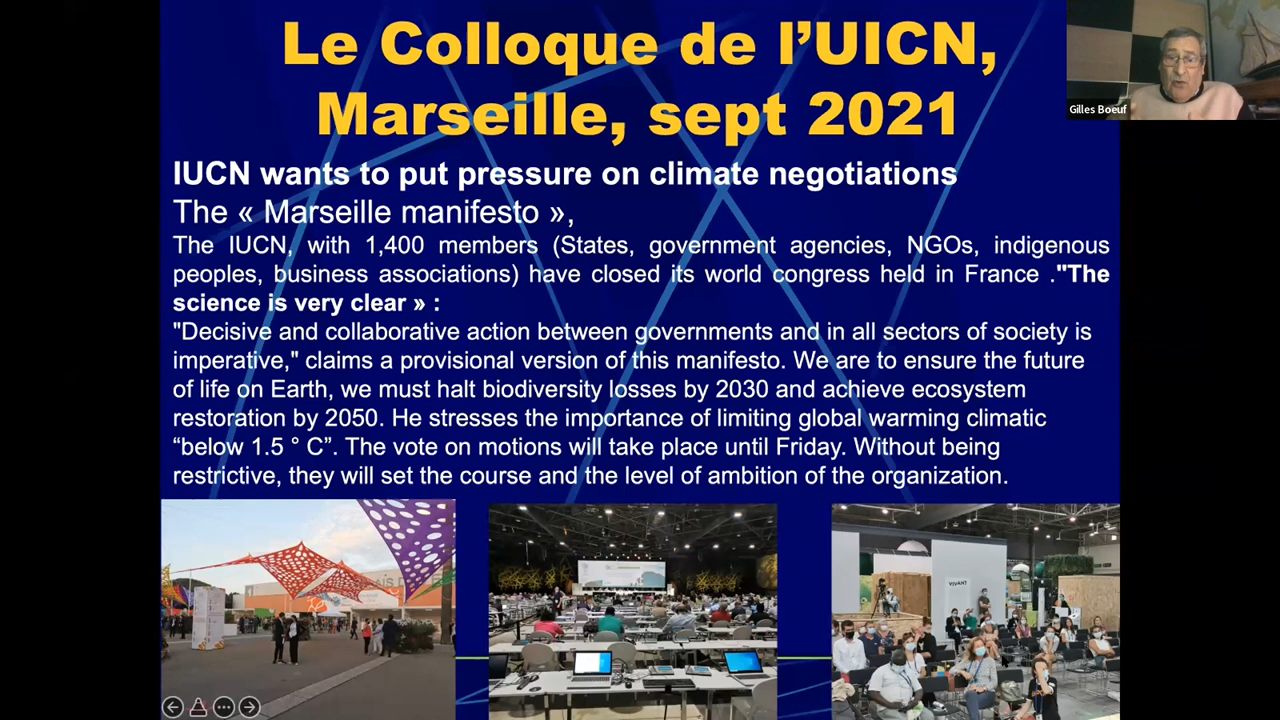 Le Colloque de l’UICN,
Marseille, sept 2021
Gilles Boeuf
IUCN wants to put pressure on climate negotiations
The « Marseille manifesto »,
The IUCN, with 1,400 members (States, government agencies, NGOs, indigenous
peoples, business associations) have closed its world congress held in France ."The
science is very clear » :
"Decisive and collaborative action between governments and in all sectors of society is
imperative," claims a provisional version of this manifesto. We are to ensure the future
of life on Earth, we must halt biodiversity losses by 2030 and achieve ecosystem
restoration by 2050. He stresses the importance of limiting global warming climatic
“below 1.5 ° C”. The vote on motions will take place until Friday. Without being
restrictive, they will set the course and the level of ambition of the organization.
VIVANT